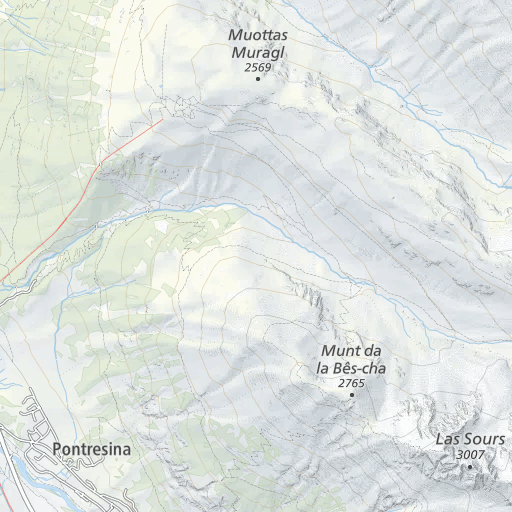 Muottas
Muragl
2569
Munt da
la Bês-cha
2765
Las Sours
3007
Pontresina